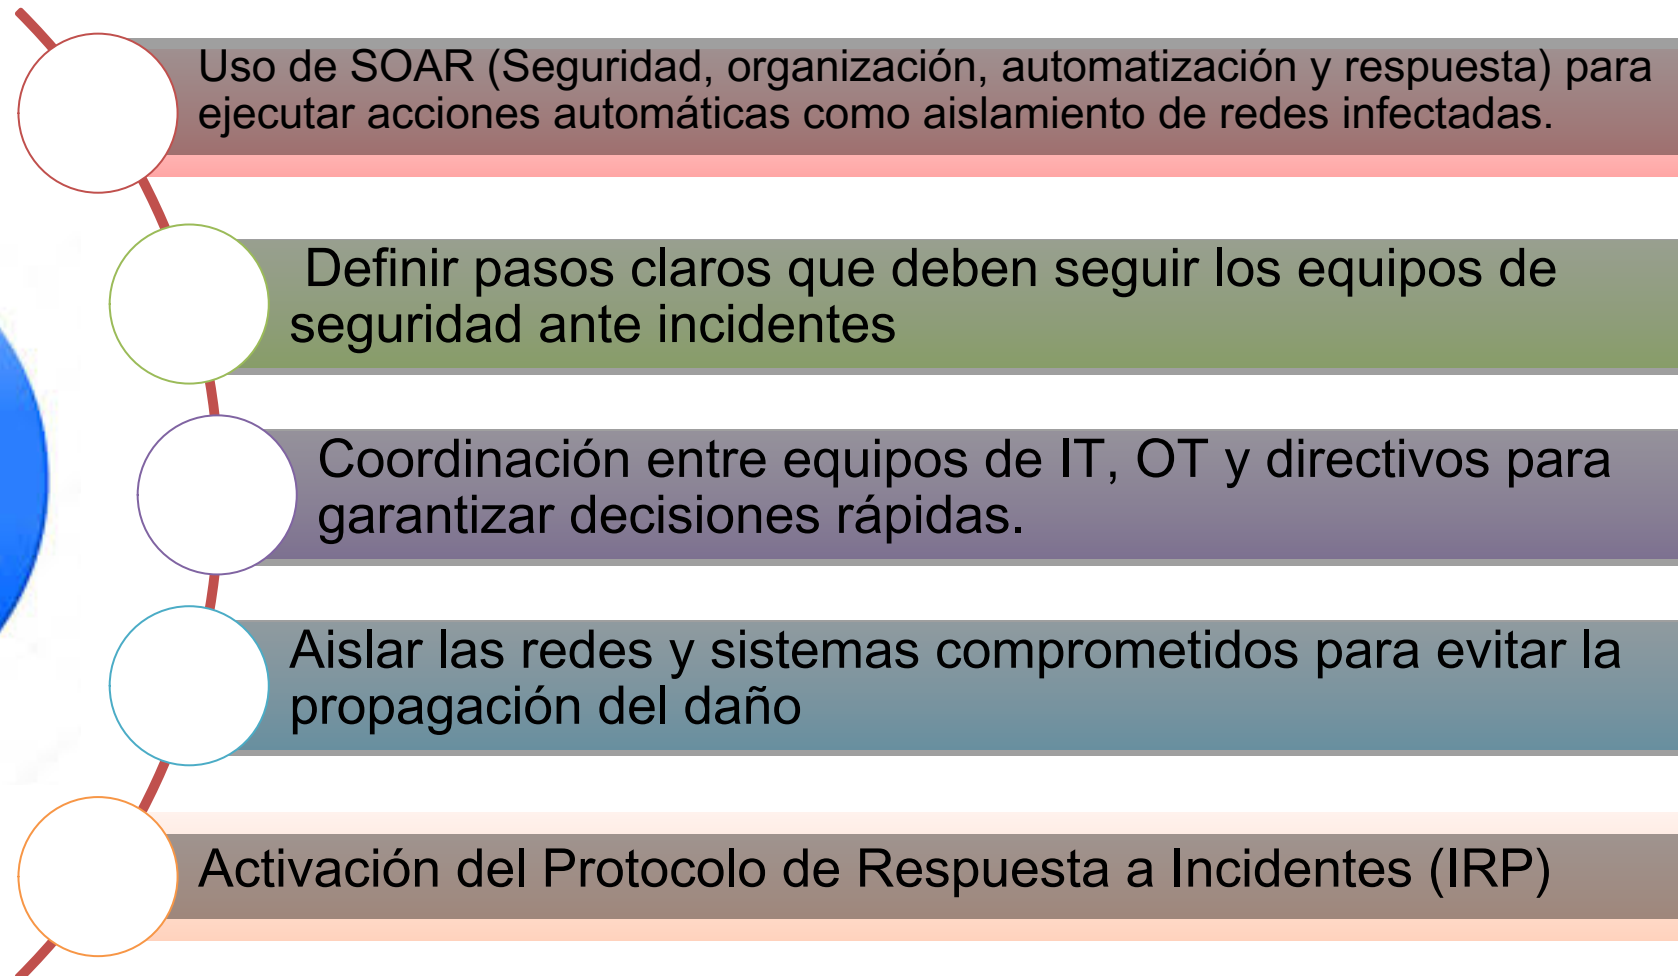 Uso de SOAR (Seguridad, organización, automatización y respuesta) para
ejecutar acciones automáticas como aislamiento de redes infectadas.
Definir pasos claros que deben seguir los equipos de
seguridad ante incidentes
Coordinación entre equipos de IT, OT y directivos para
garantizar decisiones rápidas.
Aislar las redes y sistemas comprometidos para evitar la
propagación del daño
Activación del Protocolo de Respuesta a Incidentes (IRP)